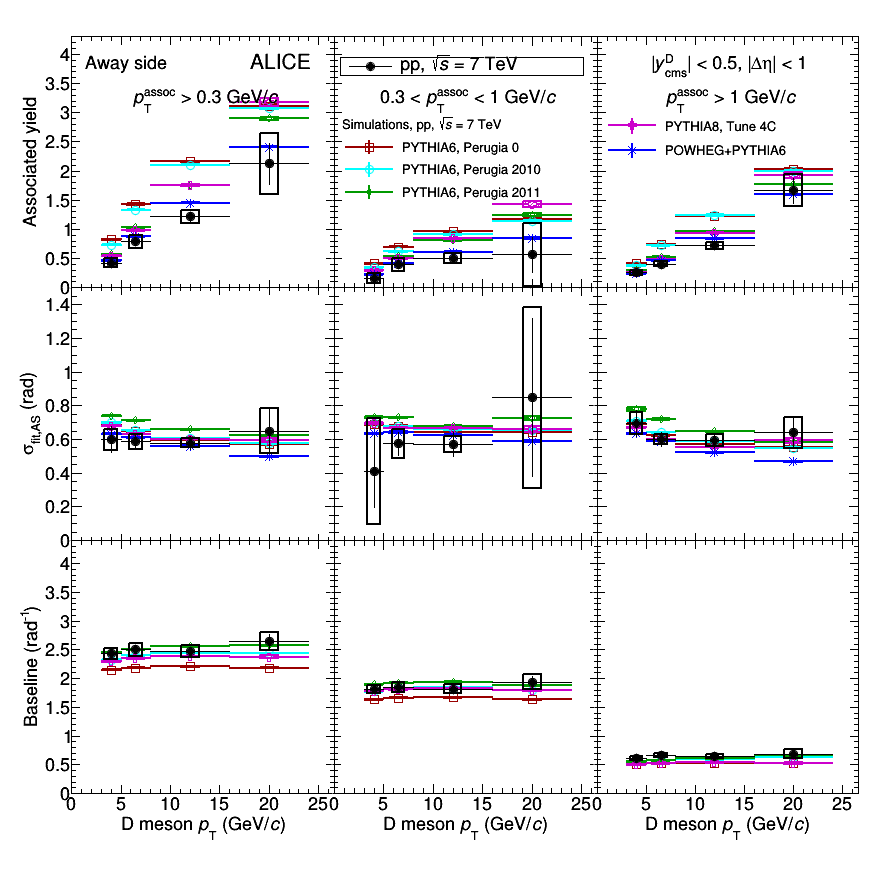 Away side
ALICE
p_T^assoc > 0.3 GeV/c
pp, √s = 7 TeV
0.3 < p_T^assoc < 1 GeV/c
Simulations, pp, √s = 7 TeV
PYTHIA6, Perugia 0
PYTHIA6, Perugia 2010
PYTHIA6, Perugia 2011
|y_cms^D| < 0.5, |Δη| < 1
p_T^assoc > 1 GeV/c
PYTHIA8, Tune 4C
POWHEG+PYTHIA6
Associated yield
4
3.5
3
2.5
2
1.5
1
0.5
0
σ_fit,AS (rad)
1.4
1.2
1
0.8
0.6
0.4
0.2
0
Baseline (rad⁻¹)
4
3.5
3
2.5
2
1.5
1
0.5
0
0 5 10 15 20 25
0 5 10 15 20 25
0 5 10 15 20 25
D meson p_T (GeV/c)
D meson p_T (GeV/c)
D meson p_T (GeV/c)